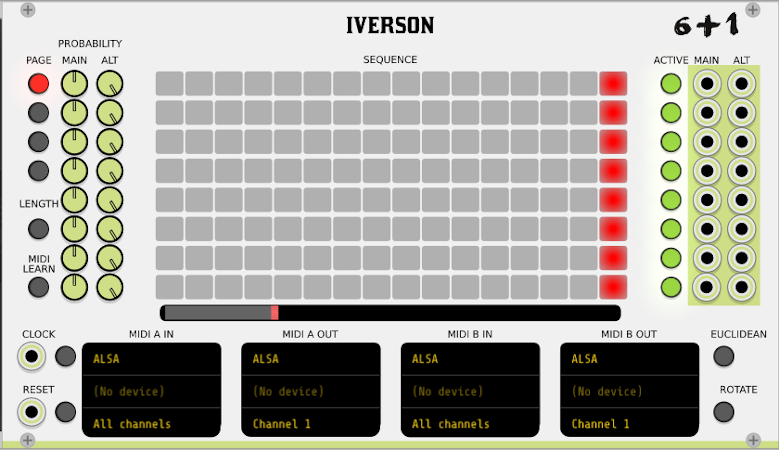 IVERSON
6+1
PROBABILITY
PAGE MAIN ALT
SEQUENCE
ACTIVE MAIN ALT
LENGTH
MIDI
LEARN
CLOCK
MIDI A IN
MIDI A OUT
MIDI B IN
MIDI B OUT
EUCLIDEAN
ALSA
ALSA
ALSA
ALSA
(No device)
(No device)
(No device)
(No device)
RESET
ROTATE
All channels
Channel 1
All channels
Channel 1